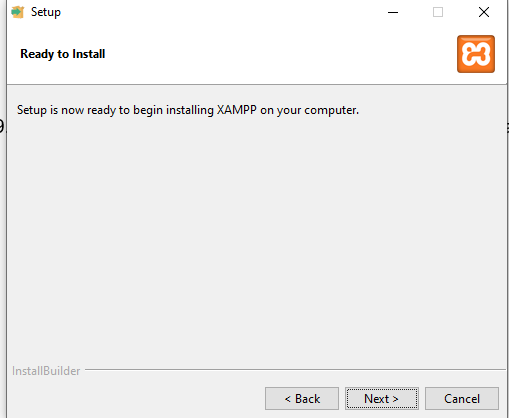 Setup
Ready to Install
Setup is now ready to begin installing XAMPP on your computer.
9
InstallBuilder
< Back
Next >
Cancel